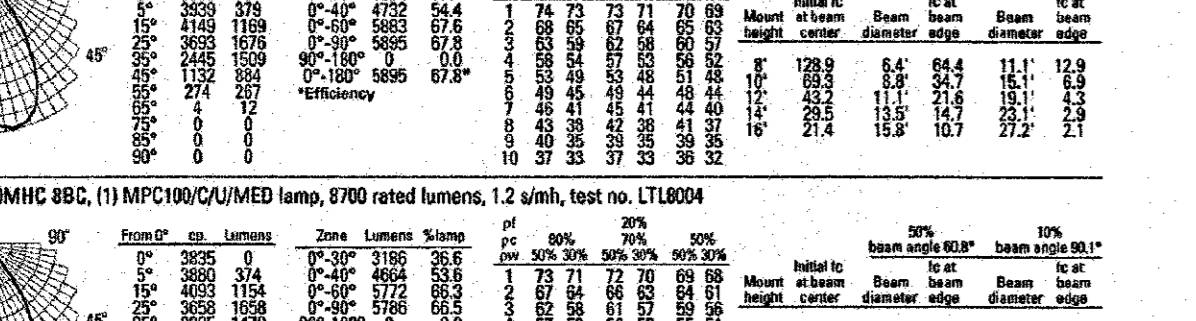 initial fc fc at fc at
5° 3939 379 0°-40° 4732 54.4 1 74 73 73 71 70 69 Mount at beam Beam beam Beam beam
15° 4149 1169 0°-60° 5883 67.6 2 68 65 67 64 65 63 height center diameter edge diameter edge
25° 3693 1676 0°-90° 5895 67.8 3 63 59 62 58 60 57
45° 35° 2445 1509 90°-180° 0 0.0 4 58 54 57 53 56 52 8' 128.9 6.4' 64.4 11.1' 12.9
45° 1132 884 0°-180° 5895 67.8* 5 53 49 53 48 51 48 10' 69.3 8.8' 34.7 15.1' 6.9
55° 274 267 *Efficiency 6 49 45 49 44 48 44 12' 43.2 11.1' 21.6 19.1' 4.3
65° 4 12 7 46 41 45 41 44 40 14' 29.5 13.5' 14.7 23.1' 2.9
75° 0 0 8 43 38 42 38 41 37 16' 21.4 15.8' 10.7 27.2' 2.1
85° 0 0 9 40 35 39 35 39 35
90° 0 0 10 37 33 37 33 36 32
MHC 8BC, (1) MPC100/C/U/MED lamp, 8700 rated lumens, 1.2 s/mh, test no. LTL8004
pf 20%
90° From 0° cp. Lumens Zone Lumens %lamp pc 80% 70% 50% 50% 10%
pw 50% 30% 50% 30% 50% 30% beam angle 60.8° beam angle 90.1°
0° 3835 0 0°-30° 3186 36.6
5° 3880 374 0°-40° 4664 53.6 1 73 71 72 70 69 68 Initial fc fc at fc at
15° 4093 1154 0°-60° 5772 66.3 2 67 64 66 63 64 61 Mount at beam Beam beam Beam beam
25° 3658 1658 0°-90° 5786 66.5 3 62 58 61 57 59 56 height center diameter edge diameter edge
45°